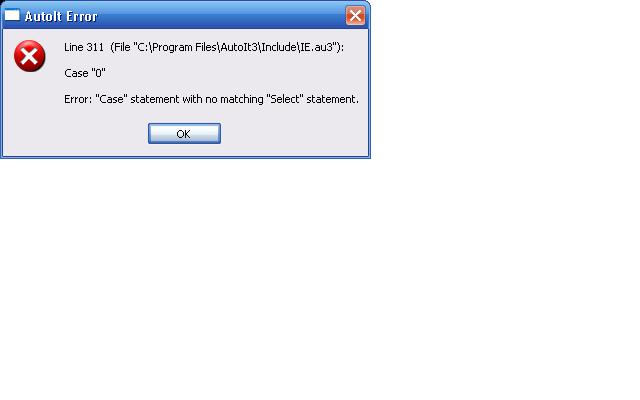 AutoIt Error
Line 311 (File "C:\Program Files\AutoIt3\Include\IE.au3"):
Case "0"
Error: "Case" statement with no matching "Select" statement.
OK